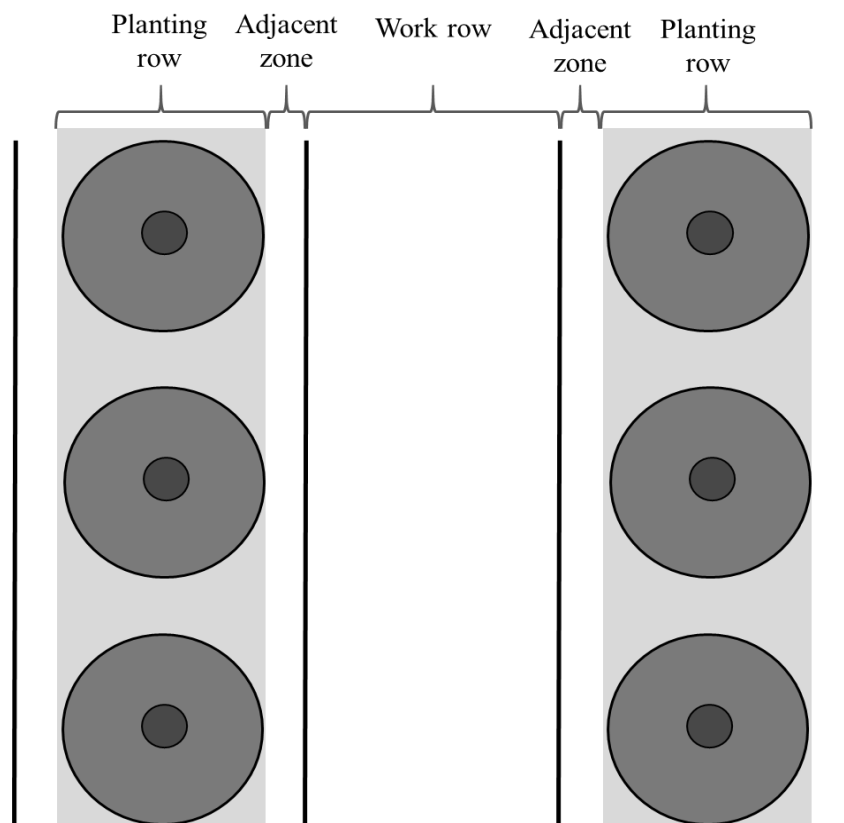 Planting
row
Adjacent
zone
Work row
Adjacent
zone
Planting
row